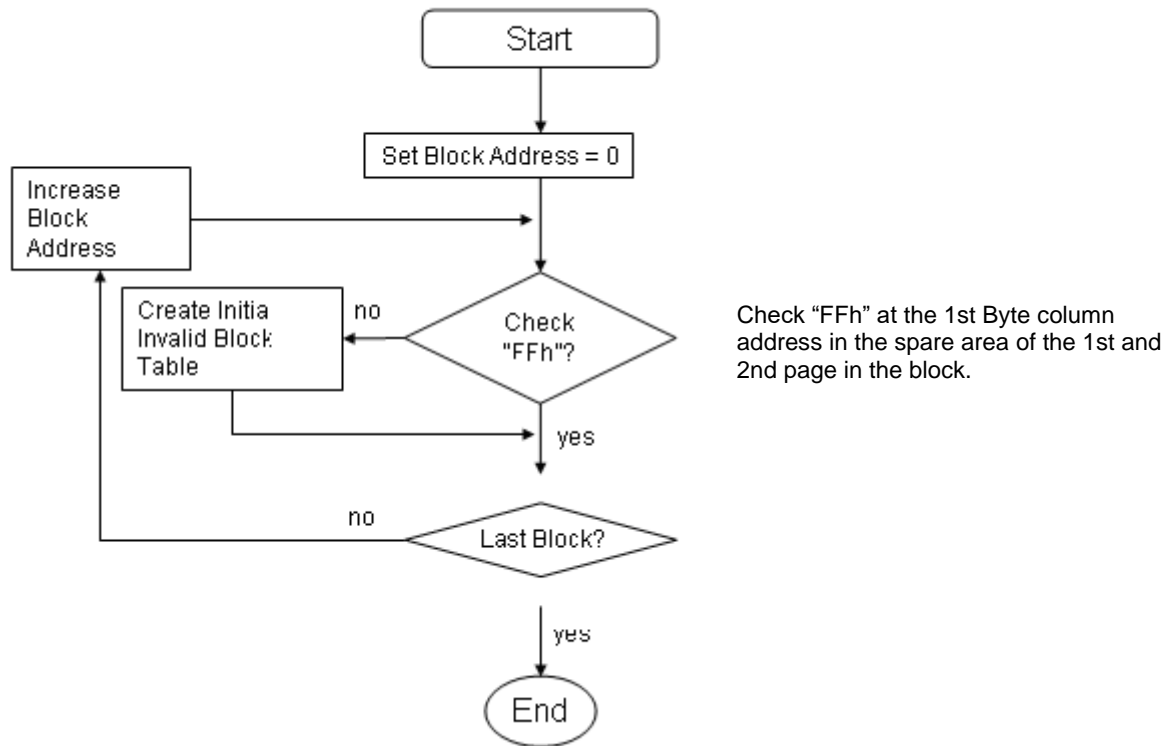 Start
Set Block Address = 0
Increase
Block
Address
Create Initia
Invalid Block
Table
no
Check
"FFh"?
Check “FFh” at the 1st Byte column
address in the spare area of the 1st and
2nd page in the block.
yes
no
Last Block?
yes
End